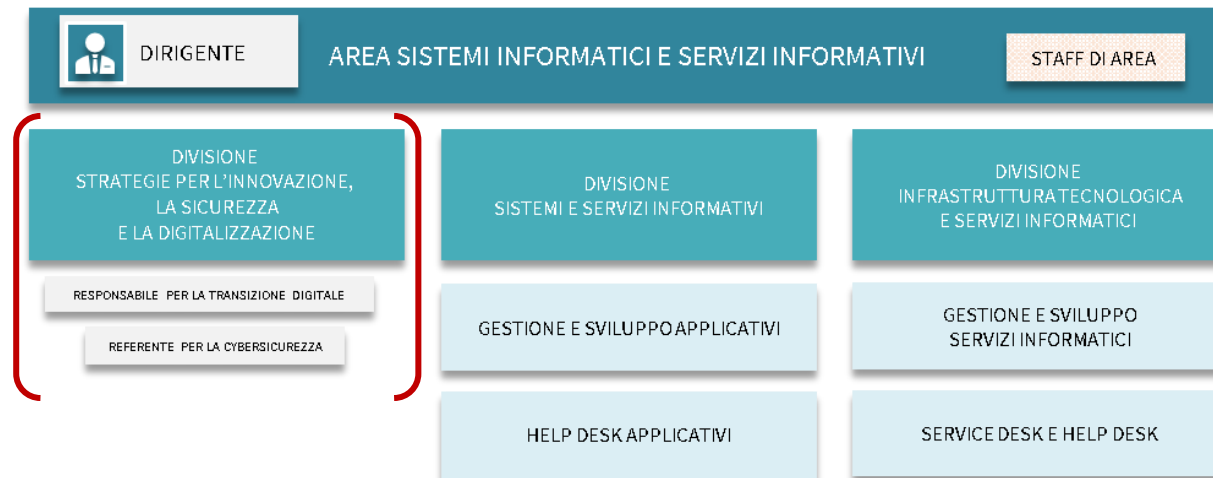 DIRIGENTE
AREA SISTEMI INFORMATICI E SERVIZI INFORMATIVI
STAFF DI AREA
DIVISIONE
STRATEGIE PER L'INNOVAZIONE,
LA SICUREZZA
E LA DIGITALIZZAZIONE
RESPONSABILE PER LA TRANSIZIONE DIGITALE
REFERENTE PER LA CYBERSICUREZZA
DIVISIONE
SISTEMI E SERVIZI INFORMATIVI
GESTIONE E SVILUPPO APPLICATIVI
HELP DESK APPLICATIVI
DIVISIONE
INFRASTRUTTURA TECNOLOGICA
E SERVIZI INFORMATICI
GESTIONE E SVILUPPO
SERVIZI INFORMATICI
SERVICE DESK E HELP DESK